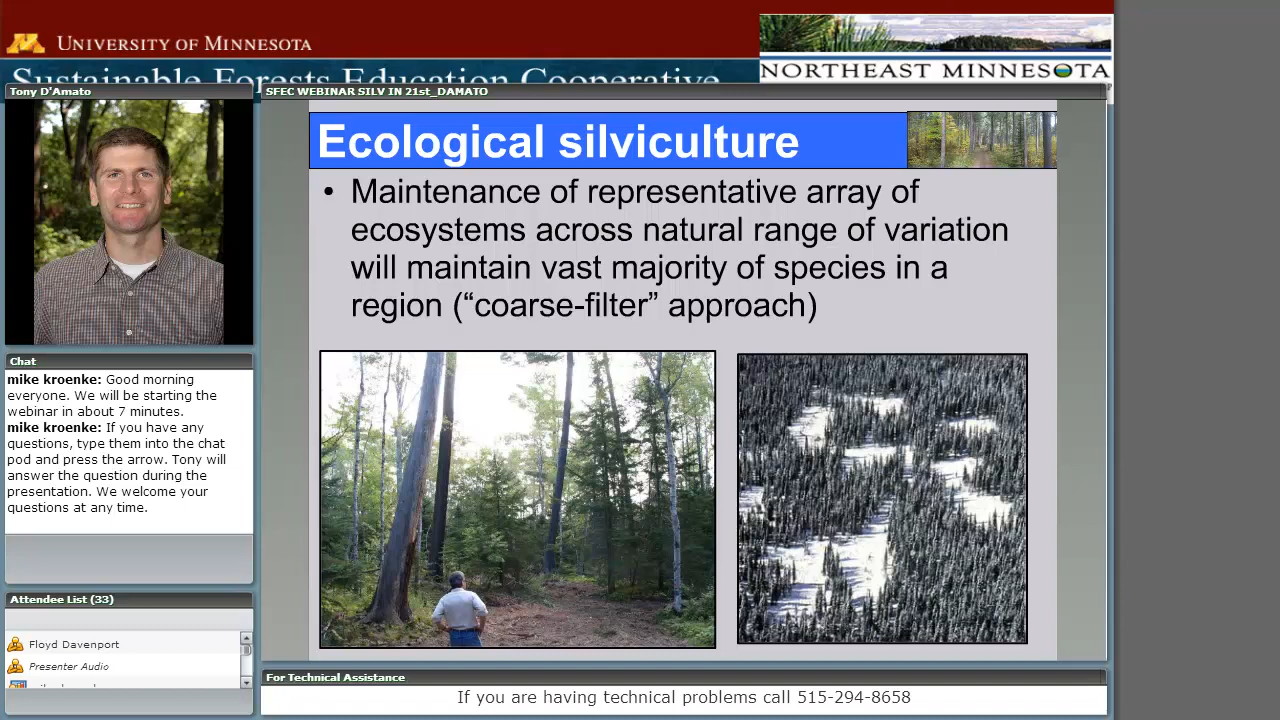 UNIVERSITY OF MINNESOTA
Sustainable Forests Education Cooperative
NORTHEAST MINNESOTA
Tony D'Amato
SFEC WEBINAR SILV IN 21st_DAMATO
Ecological silviculture
• Maintenance of representative array of
ecosystems across natural range of variation
will maintain vast majority of species in a
region (“coarse-filter” approach)
Chat
mike kroenke: Good morning
everyone. We will be starting the
webinar in about 7 minutes.
mike kroenke: If you have any
questions, type them into the chat
pod and press the arrow. Tony will
answer the question during the
presentation. We welcome your
questions at any time.
Attendee List (33)
Floyd Davenport
Presenter Audio
For Technical Assistance
If you are having technical problems call 515-294-8658